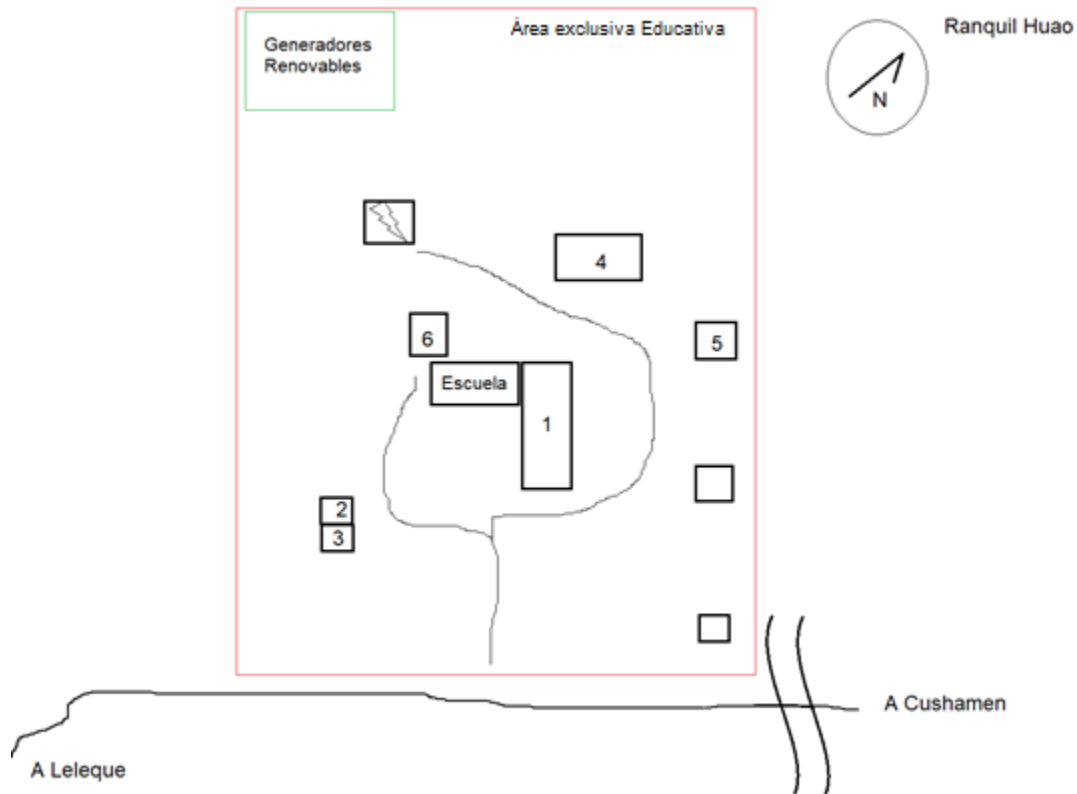 Área exclusiva Educativa
Ranquil Huao
Generadores
Renovables
N
4
6
5
Escuela
1
2
3
A Cushamen
A Leleque